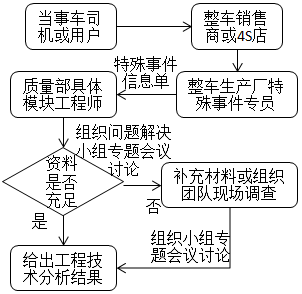 当事车司
机或用户
整车销售
商或4S店
特殊事件
信息单
整车生产厂特
殊事件专员
质量部具体
模块工程师
组织问题解决
小组专题会议
讨论
资料
是否
充足
是
否
补充材料或组织
团队现场调查
组织小组专
题会议讨论
给出工程技
术分析结果